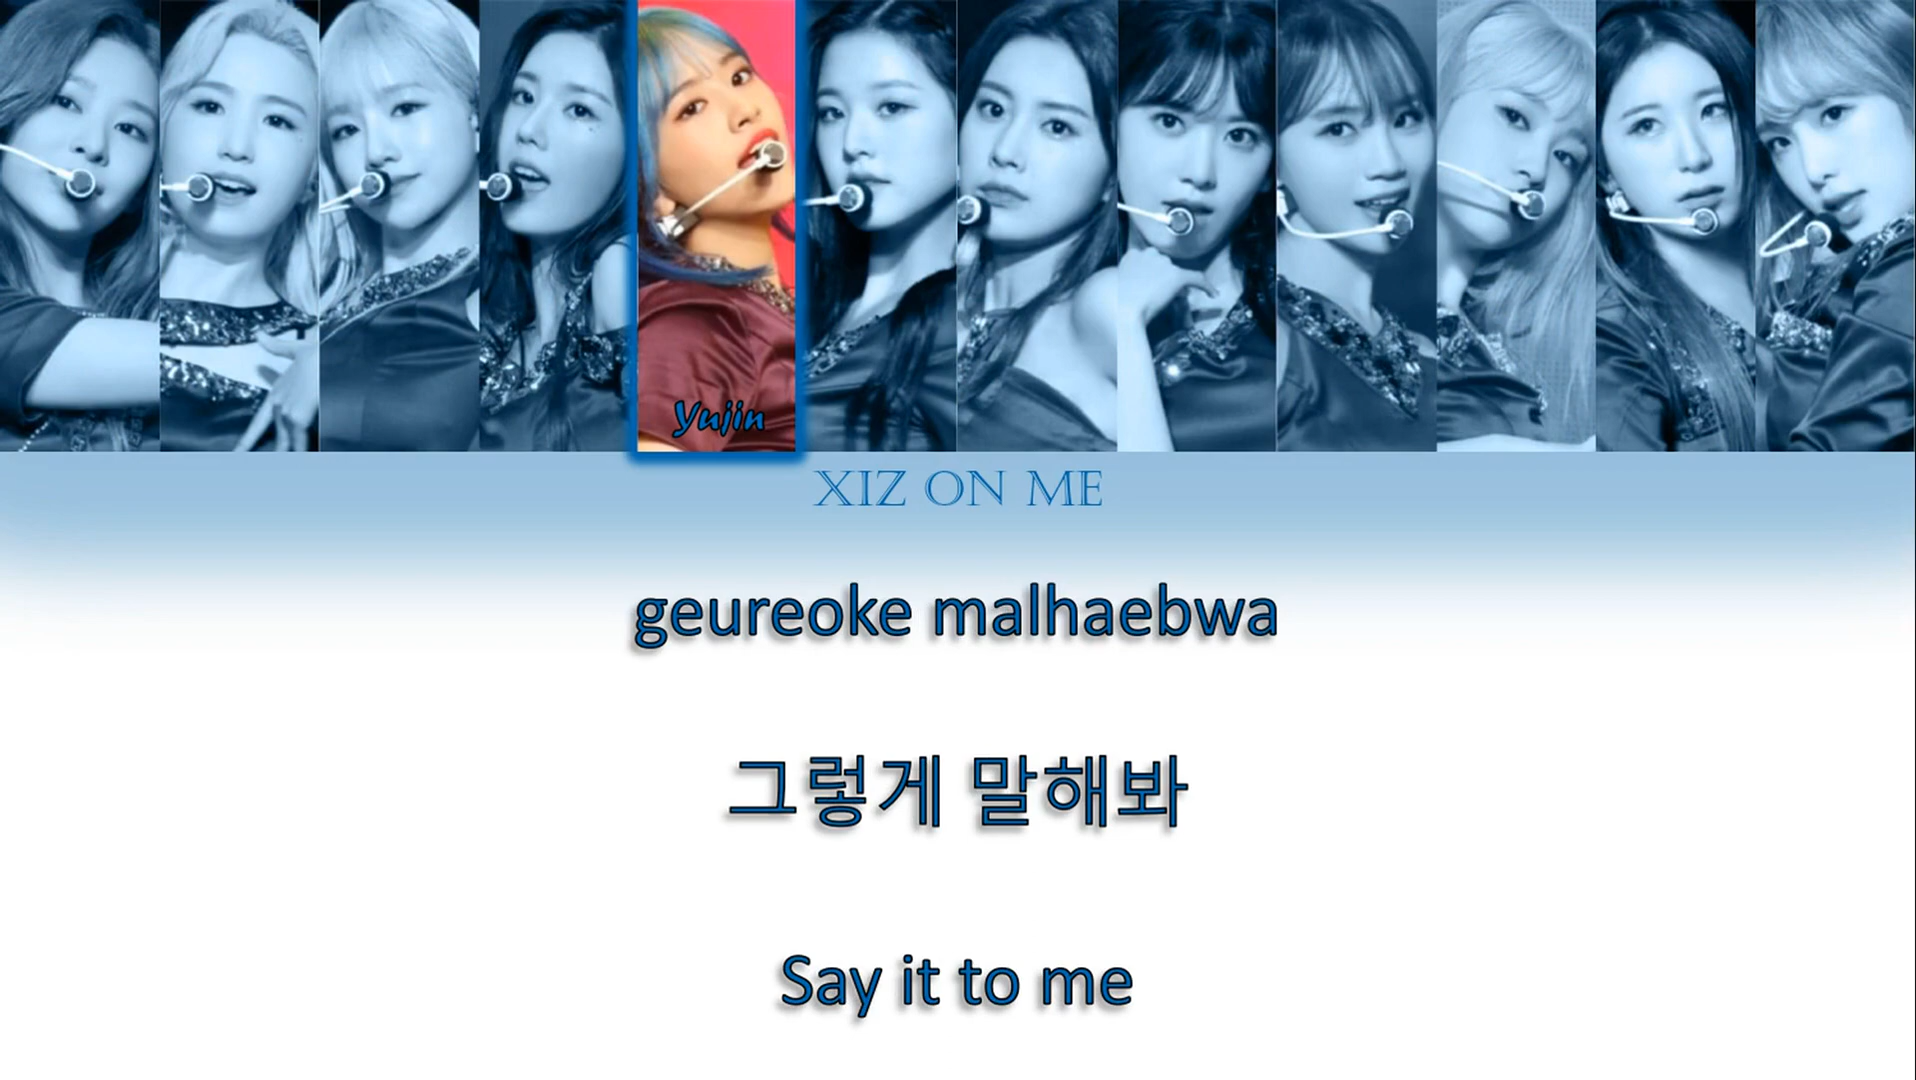 Yujin
XIZ ON ME
geureoke malhaebwa
그렇게 말해봐
Say it to me